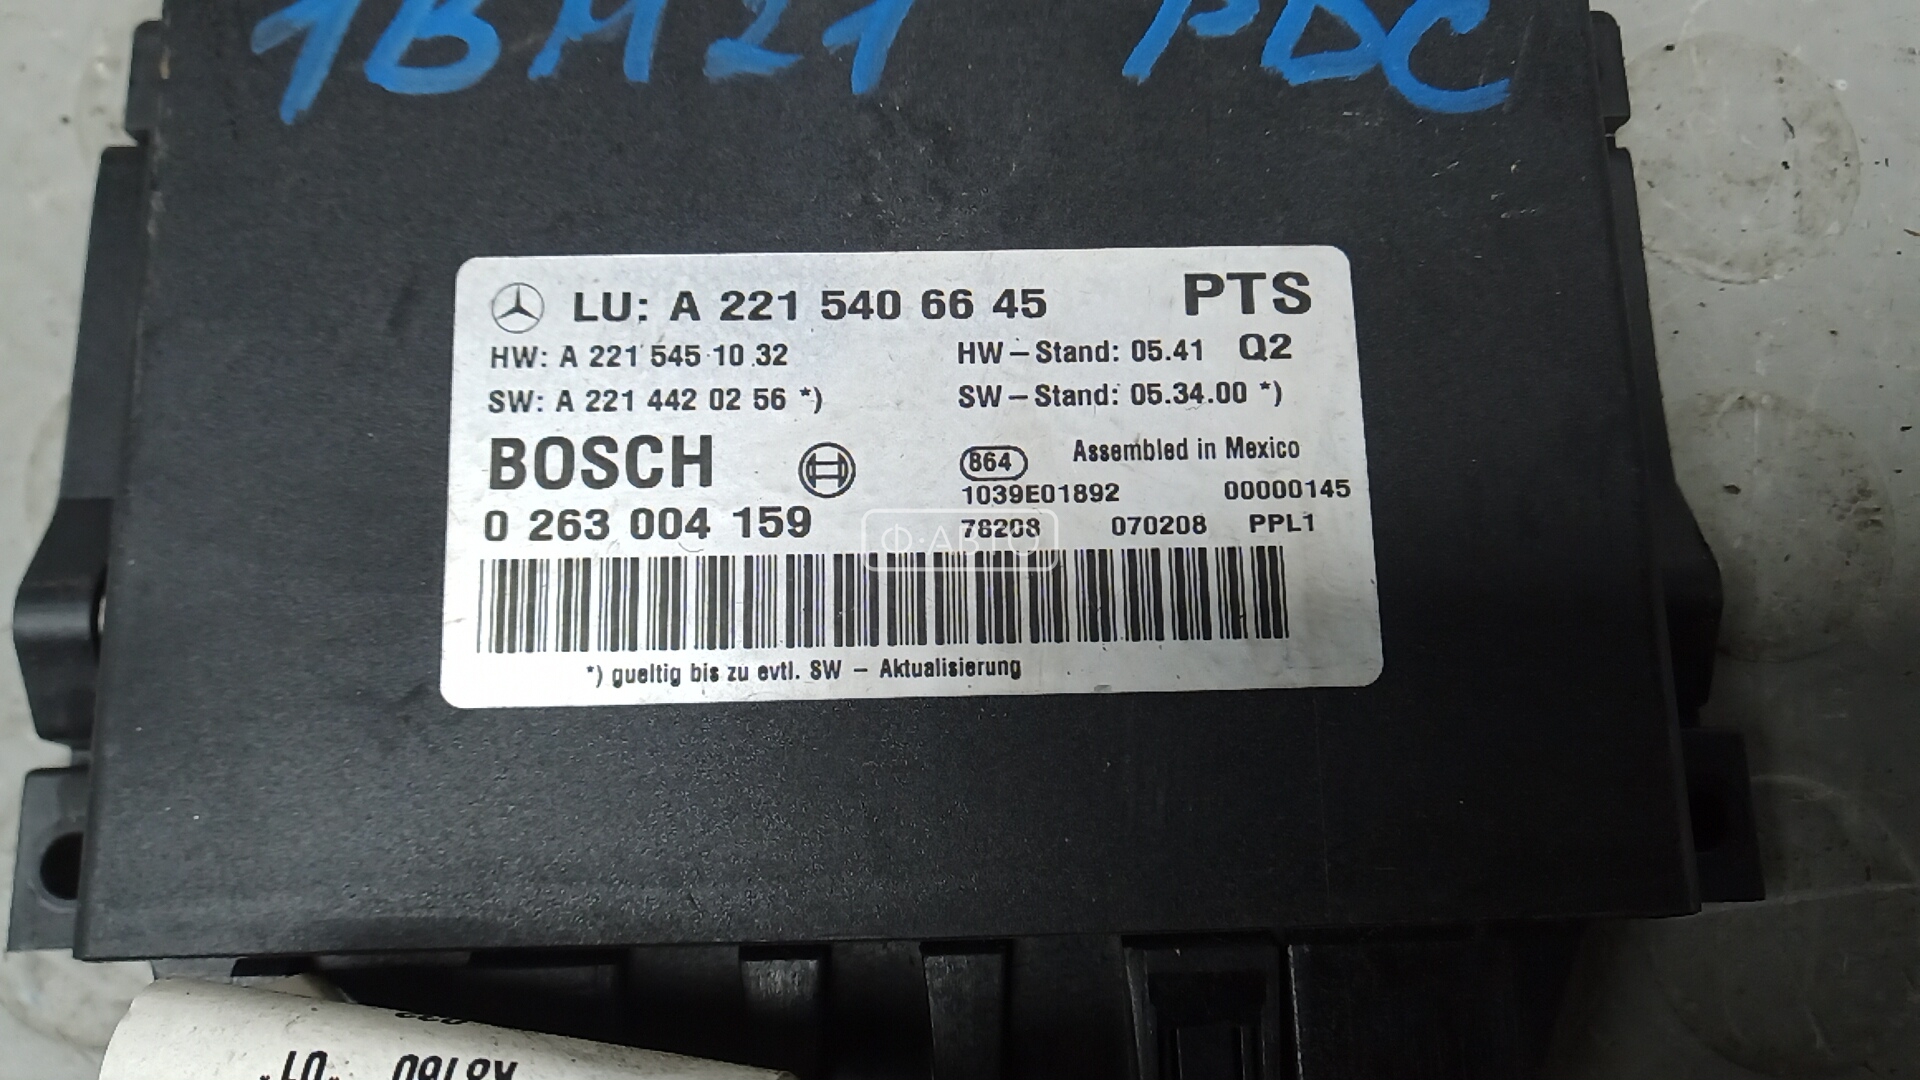 1BM21 PDC
LU: A 221 540 66 45 PTS
HW: A 221 545 10 32 HW – Stand: 05.41 Q2
SW: A 221 442 02 56 *) SW – Stand: 05.34.00 *)
BOSCH 864 Assembled in Mexico
1039E01892 00000145
0 263 004 159 78208 070208 PPL1
Ф·АВТО
*) gueltig bis zu evtl. SW – Aktualisierung